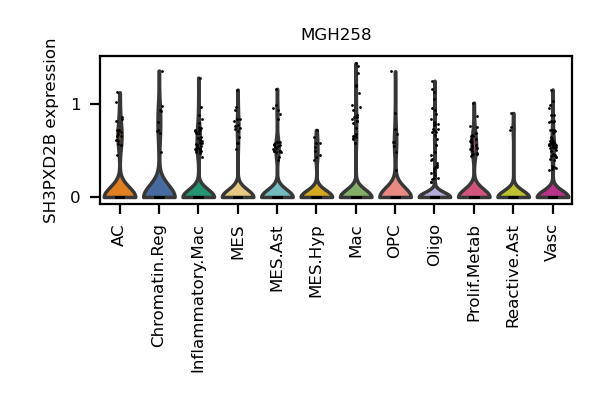 MGH258
SH3PXD2B expression
1
0
AC
Chromatin.Reg
Inflammatory.Mac
MES
MES.Ast
MES.Hyp
Mac
OPC
Oligo
Prolif.Metab
Reactive.Ast
Vasc